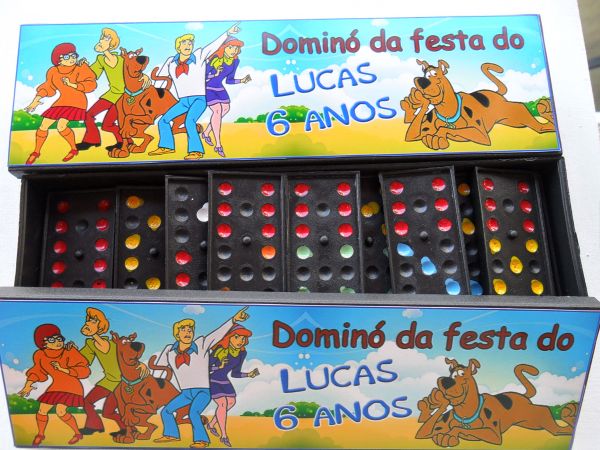 Dominó da festa do
LUCAS
6 ANOS
Dominó da festa do
LUCAS
6 ANOS